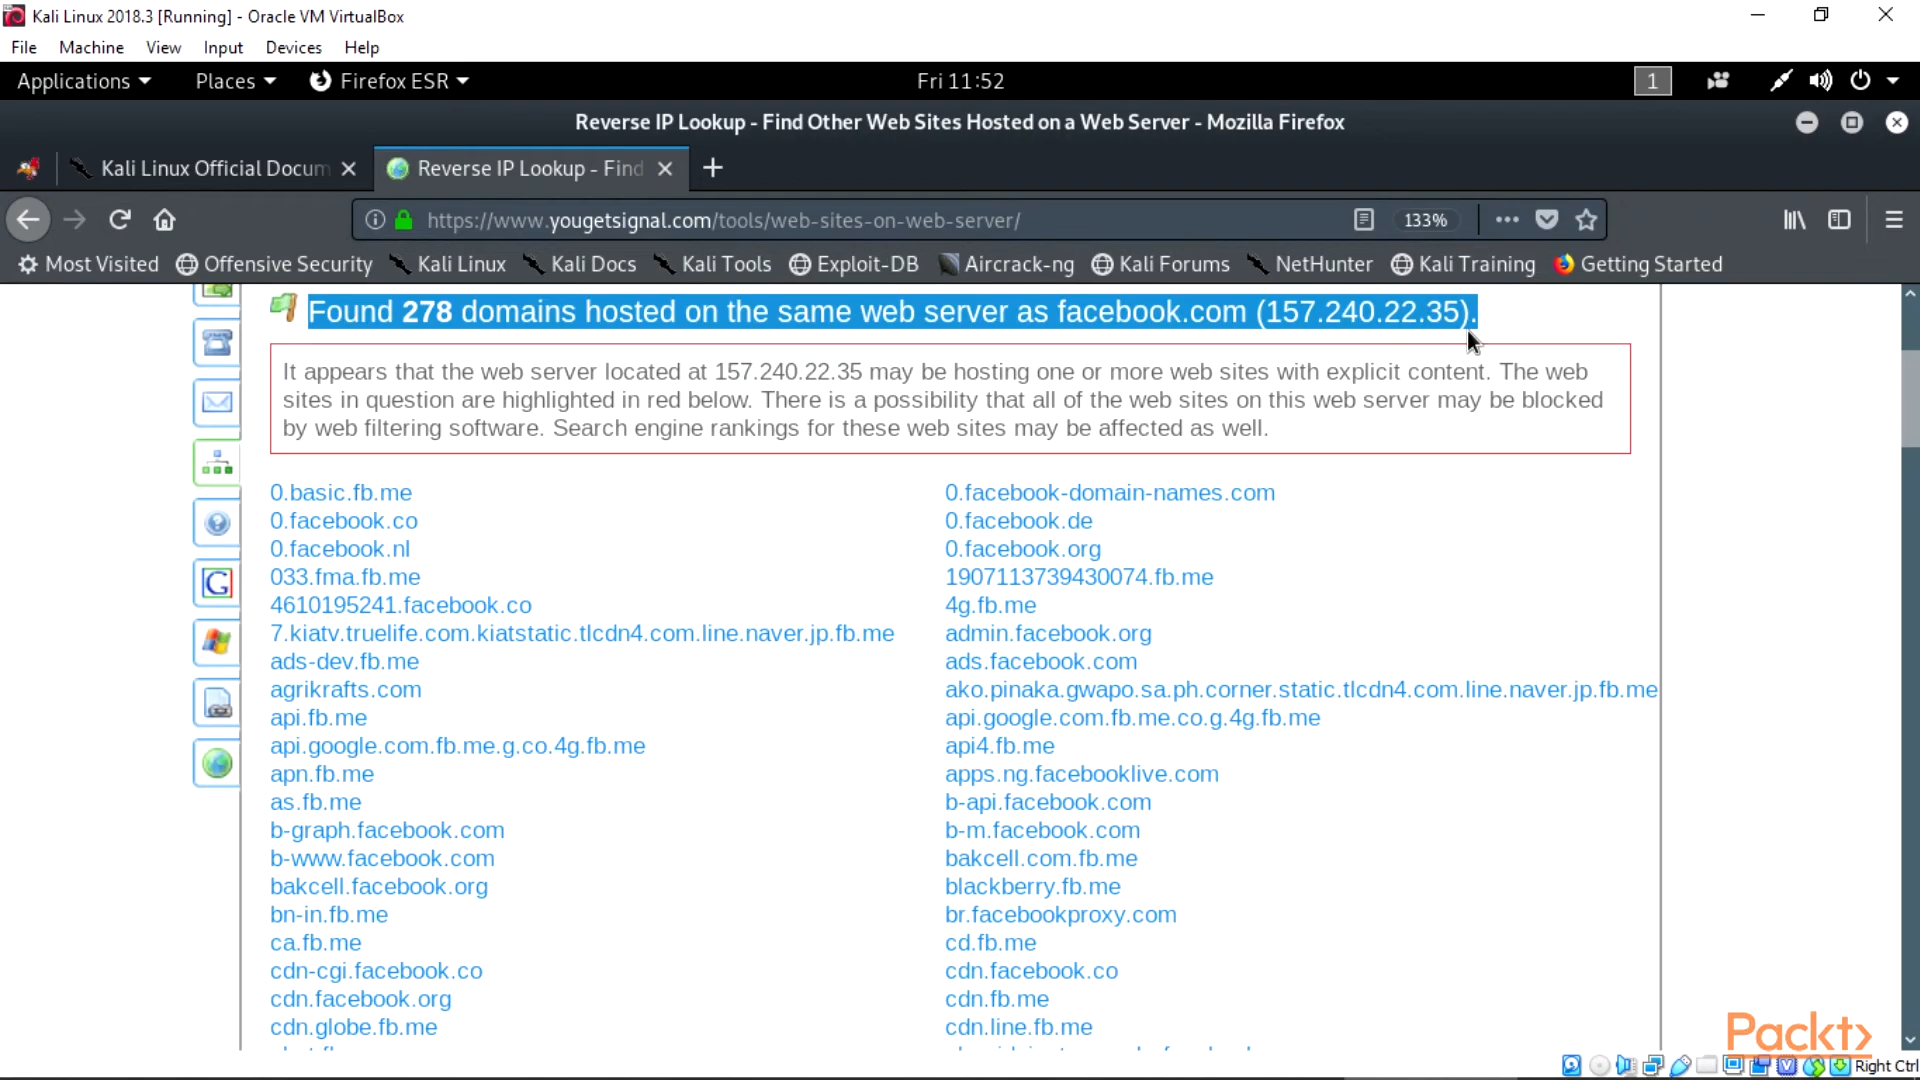 Kali Linux 2018.3 [Running] - Oracle VM VirtualBox
File Machine View Input Devices Help
Applications Places Firefox ESR Fri 11:52 1
Reverse IP Lookup - Find Other Web Sites Hosted on a Web Server - Mozilla Firefox
Kali Linux Official Docum Reverse IP Lookup - Find
https://www.yougetsignal.com/tools/web-sites-on-web-server/ 133%
Most Visited Offensive Security Kali Linux Kali Docs Kali Tools Exploit-DB Aircrack-ng Kali Forums NetHunter Kali Training Getting Started
Found 278 domains hosted on the same web server as facebook.com (157.240.22.35).
It appears that the web server located at 157.240.22.35 may be hosting one or more web sites with explicit content. The web
sites in question are highlighted in red below. There is a possibility that all of the web sites on this web server may be blocked
by web filtering software. Search engine rankings for these web sites may be affected as well.
0.basic.fb.me 0.facebook-domain-names.com
0.facebook.co 0.facebook.de
0.facebook.nl 0.facebook.org
033.fma.fb.me 1907113739430074.fb.me
4610195241.facebook.co 4g.fb.me
7.kiatv.truelife.com.kiatstatic.tlcdn4.com.line.naver.jp.fb.me admin.facebook.org
ads-dev.fb.me ads.facebook.com
agrikrafts.com ako.pinaka.gwapo.sa.ph.corner.static.tlcdn4.com.line.naver.jp.fb.me
api.fb.me api.google.com.fb.me.co.g.4g.fb.me
api.google.com.fb.me.g.co.4g.fb.me api4.fb.me
apn.fb.me apps.ng.facebooklive.com
as.fb.me b-api.facebook.com
b-graph.facebook.com b-m.facebook.com
b-www.facebook.com bakcell.com.fb.me
bakcell.facebook.org blackberry.fb.me
bn-in.fb.me br.facebookproxy.com
ca.fb.me cd.fb.me
cdn-cgi.facebook.co cdn.facebook.co
cdn.facebook.org cdn.fb.me
cdn.globe.fb.me cdn.line.fb.me
Packt
Right Ctrl